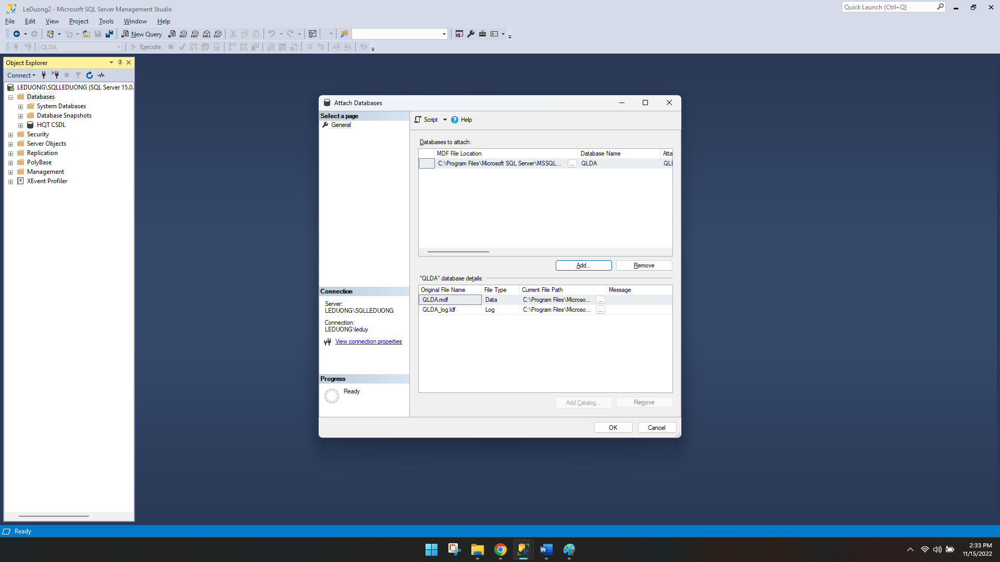 LeDuong2 - Microsoft SQL Server Management Studio
Quick Launch (Ctrl+Q)
File Edit View Project Tools Window Help
New Query MDX DMX XMLA DAX
QLDA Execute
Object Explorer
Connect
LEDUONG\SQLLEDUONG (SQL Server 15.0.
Databases
System Databases
Database Snapshots
HQT CSDL
Security
Server Objects
Replication
PolyBase
Management
XEvent Profiler
Attach Databases
Select a page
General
Script Help
Databases to attach:
MDF File Location Database Name Atta
C:\Program Files\Microsoft SQL Server\MSSQL... ... QLDA QLI
Add... Remove
"QLDA" database details:
Original File Name File Type Current File Path Message
QLDA.mdf Data C:\Program Files\Microso... ...
QLDA_log.ldf Log C:\Program Files\Microso... ...
Connection
Server:
LEDUONG\SQLLEDUONG
Connection:
LEDUONG\leduy
View connection properties
Progress
Ready
Add Catalog... Remove
OK Cancel
Ready
2:33 PM
11/15/2022